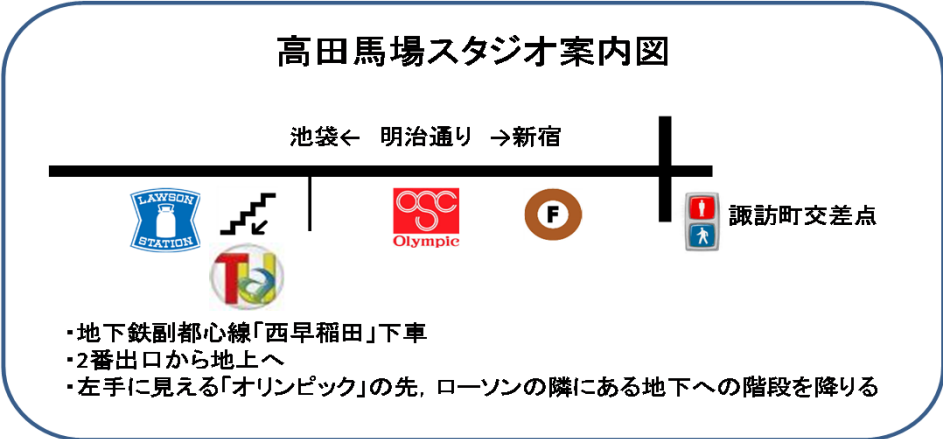 高田馬場スタジオ案内図
池袋← 明治通り →新宿
LAWSON
STATION
OSC
Olympic
F
諏訪町交差点
TU
・地下鉄副都心線「西早稲田」下車
・2番出口から地上へ
・左手に見える「オリンピック」の先，ローソンの隣にある地下への階段を降りる